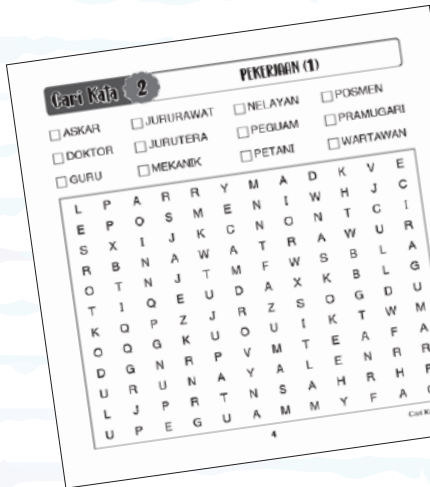 Cari Kata 2
PEKERJAAN (1)
ASKAR JURURAWAT NELAYAN POSMEN
DOKTOR JURUTERA PEGUAM PRAMUGARI
GURU MEKANIK PETANI WARTAWAN
L P A R R Y M A D K V E
E P O S M E N I W H J C
S X I J K C N O N T C I
R B N A W A T R A W U R
O T N J T M F W S B L A
T I Q E U D A X K B L G
K Q P Z J R Z S O G D U
O Q G K U O U I K T W M
D G N R P V M T E A F A
U R U N A Y A L E N R R
L J P R T N S A H R H P
U P E G U A M M Y F A
4